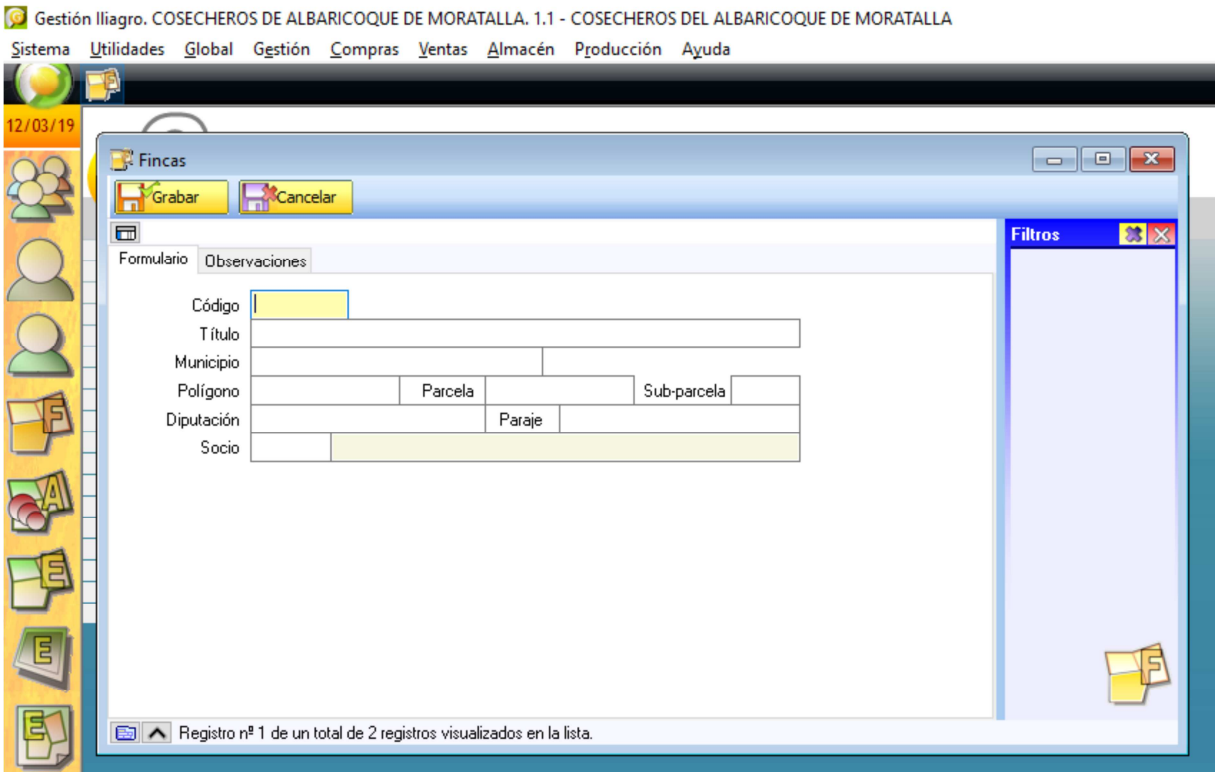 Gestión Iliagro. COSECHEROS DE ALBARICOQUE DE MORATALLA. 1.1 - COSECHEROS DEL ALBARICOQUE DE MORATALLA
Sistema Utilidades Global Gestión Compras Ventas Almacén Producción Ayuda
F
12/03/19
Fincas
Grabar Cancelar
Filtros
Formulario Observaciones
Código
Título
Municipio
Polígono Parcela Sub-parcela
Diputación Paraje
Socio
F
A
E
E
F
E
Registro nº 1 de un total de 2 registros visualizados en la lista.